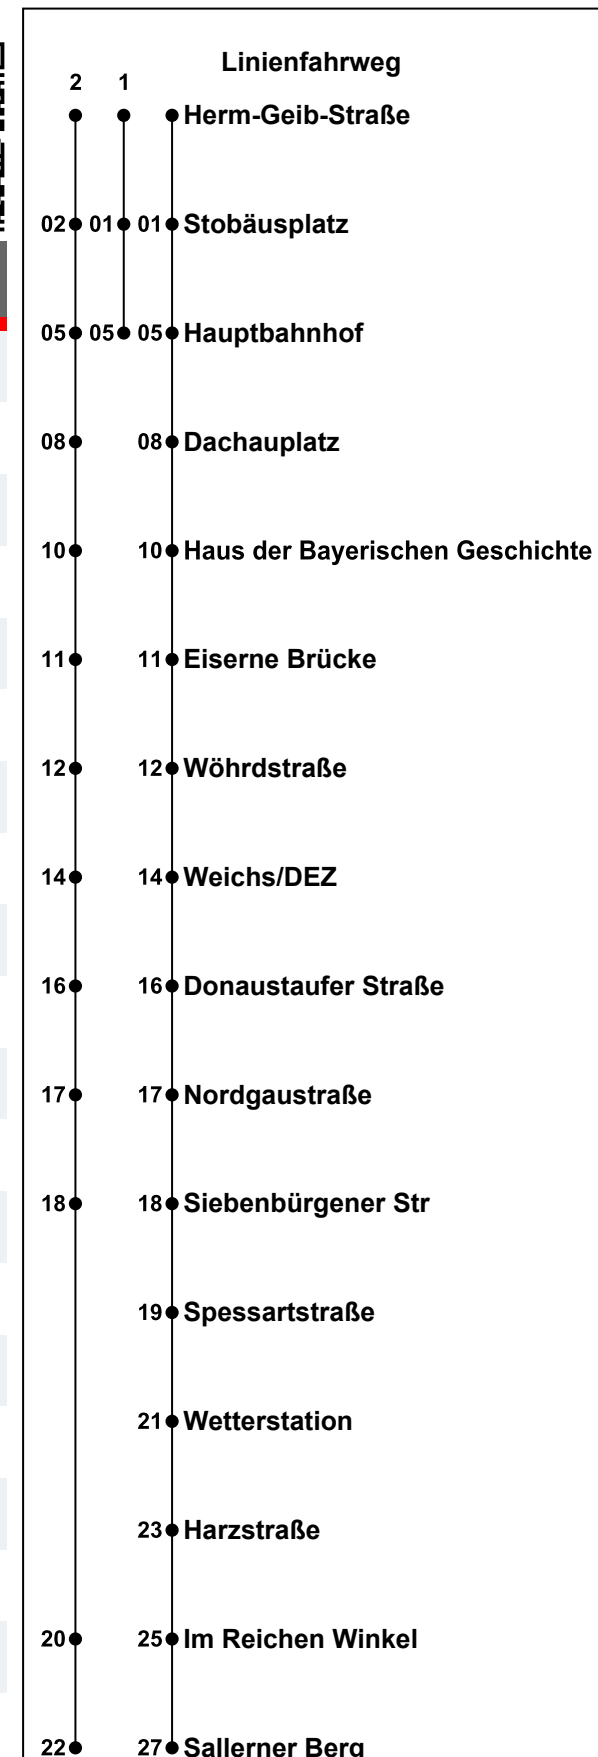 Linienfahrweg
2 1
Herm-Geib-Straße
02 01 01 Stobäusplatz
05 05 05 Hauptbahnhof
08 08 Dachauplatz
10 10 Haus der Bayerischen Geschichte
11 11 Eiserne Brücke
12 12 Wöhrdstraße
14 14 Weichs/DEZ
16 16 Donaustaufer Straße
17 17 Nordgaustraße
18 18 Siebenbürgener Str
19 Spessartstraße
21 Wetterstation
23 Harzstraße
20 25 Im Reichen Winkel
22 27 Sallerner Berg